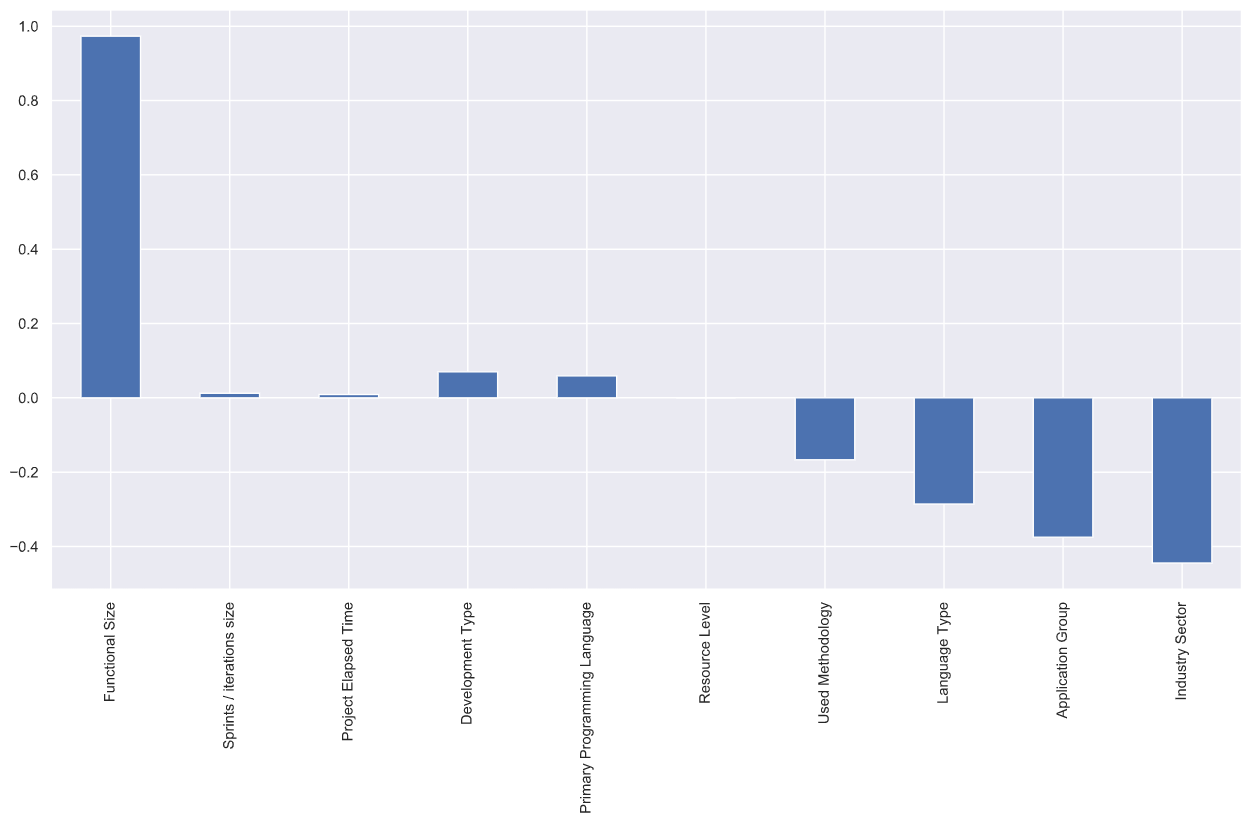 1.0
0.8
0.6
0.4
0.2
0.0
−0.2
−0.4
Functional Size
Sprints / iterations size
Project Elapsed Time
Development Type
Primary Programming Language
Resource Level
Used Methodology
Language Type
Application Group
Industry Sector